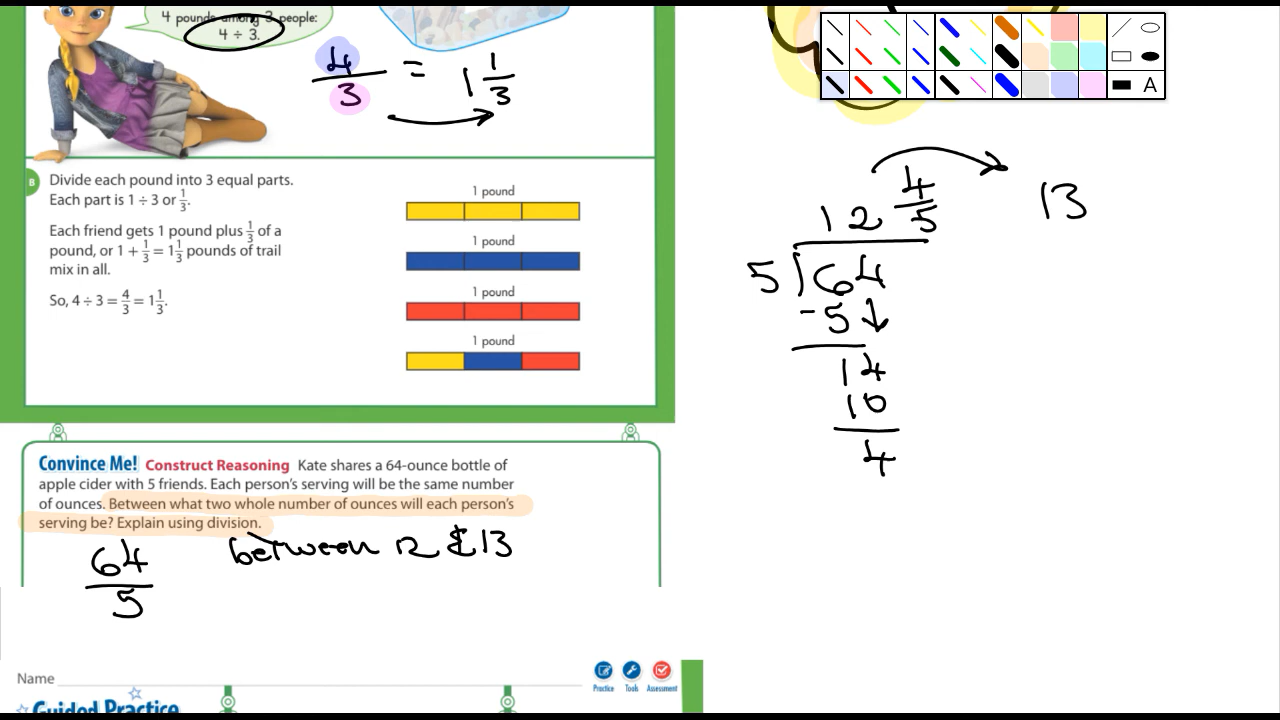 4 pounds among 3 people:
4 ÷ 3.
4/3 = 1 1/3
B
Divide each pound into 3 equal parts.
Each part is 1 ÷ 3 or 1/3.
Each friend gets 1 pound plus 1/3 of a
pound, or 1 + 1/3 = 1 1/3 pounds of trail
mix in all.
So, 4 ÷ 3 = 4/3 = 1 1/3.
1 pound
1 pound
1 pound
1 pound
Convince Me! Construct Reasoning Kate shares a 64-ounce bottle of
apple cider with 5 friends. Each person's serving will be the same number
of ounces. Between what two whole number of ounces will each person's
serving be? Explain using division.
64/5
between 12 & 13
Name
Practice Tools Assessment
Guided Practice
A
12 4/5
13
5 ) 64
-5 ↓
14
10
4